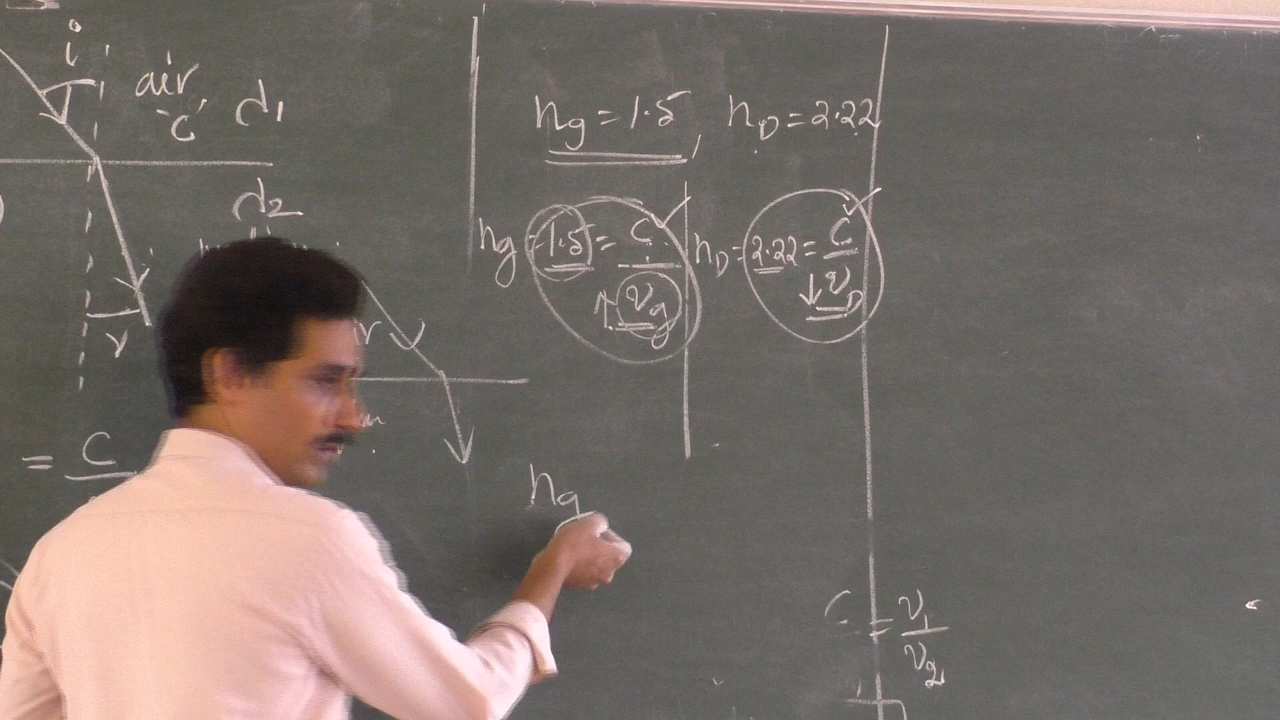 i
air
'c'
d1
d2
r
r
= c
ng = 1.5, nD = 2.22
ng = 1.5 = c/vg
↑
nD = 2.22 = c/vD
↓
ng
c = v1/v2